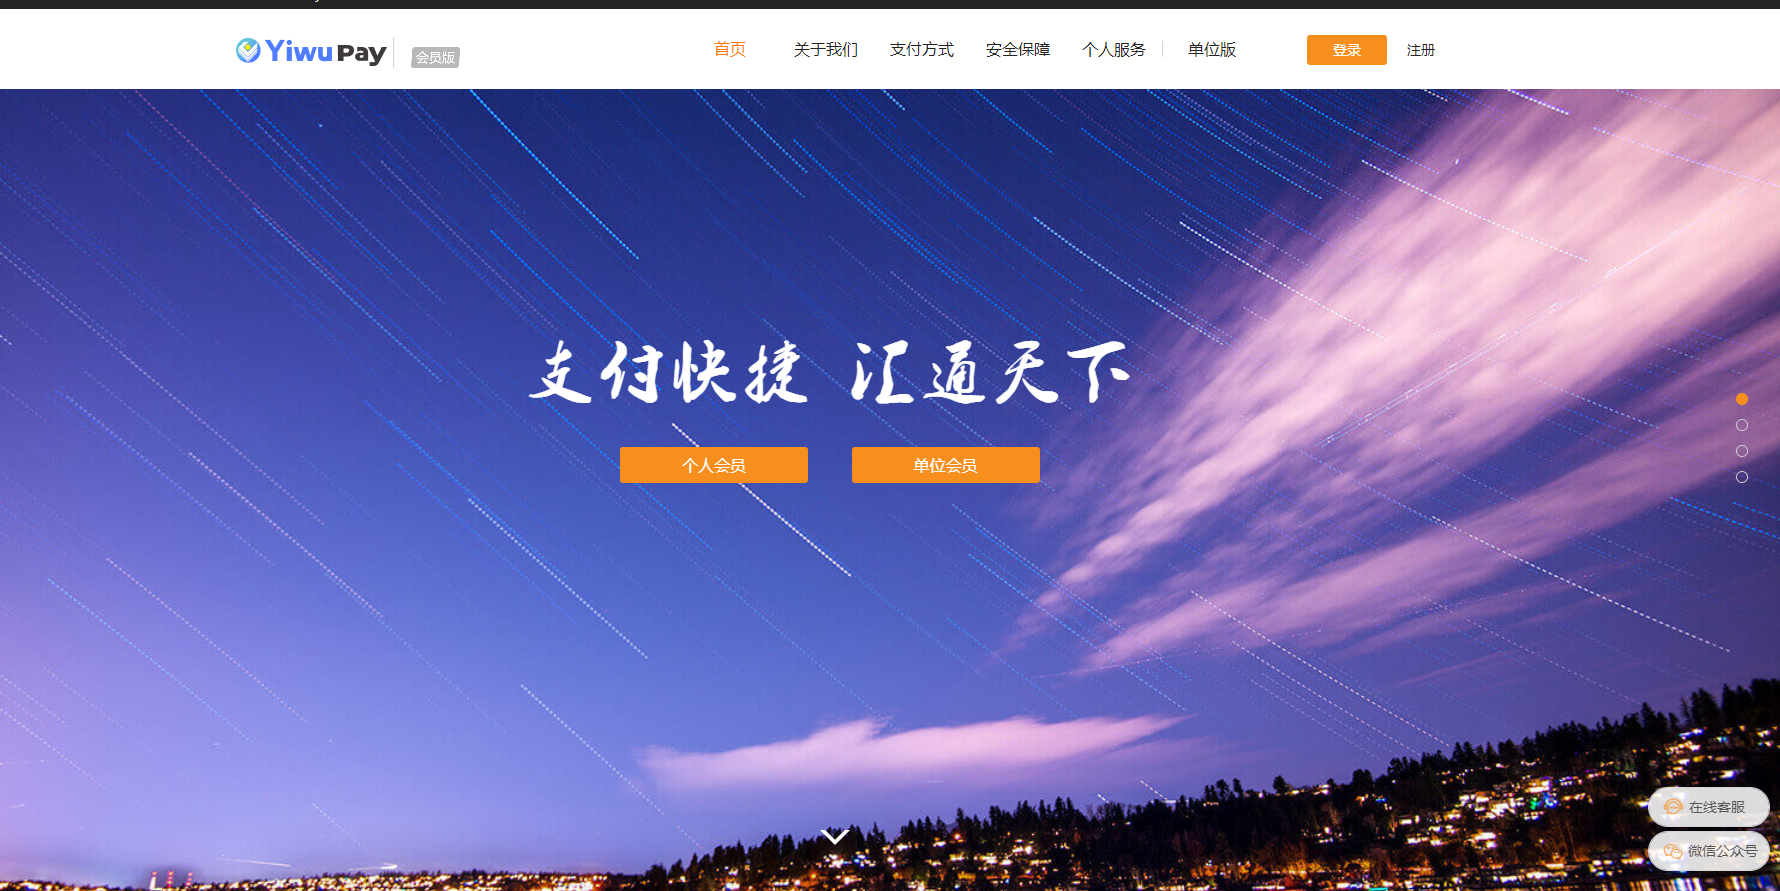 Yiwu Pay 会员版 首页 关于我们 支付方式 安全保障 个人服务 单位版 登录 注册
支付快捷 汇通天下
个人会员 单位会员
在线客服
微信公众号